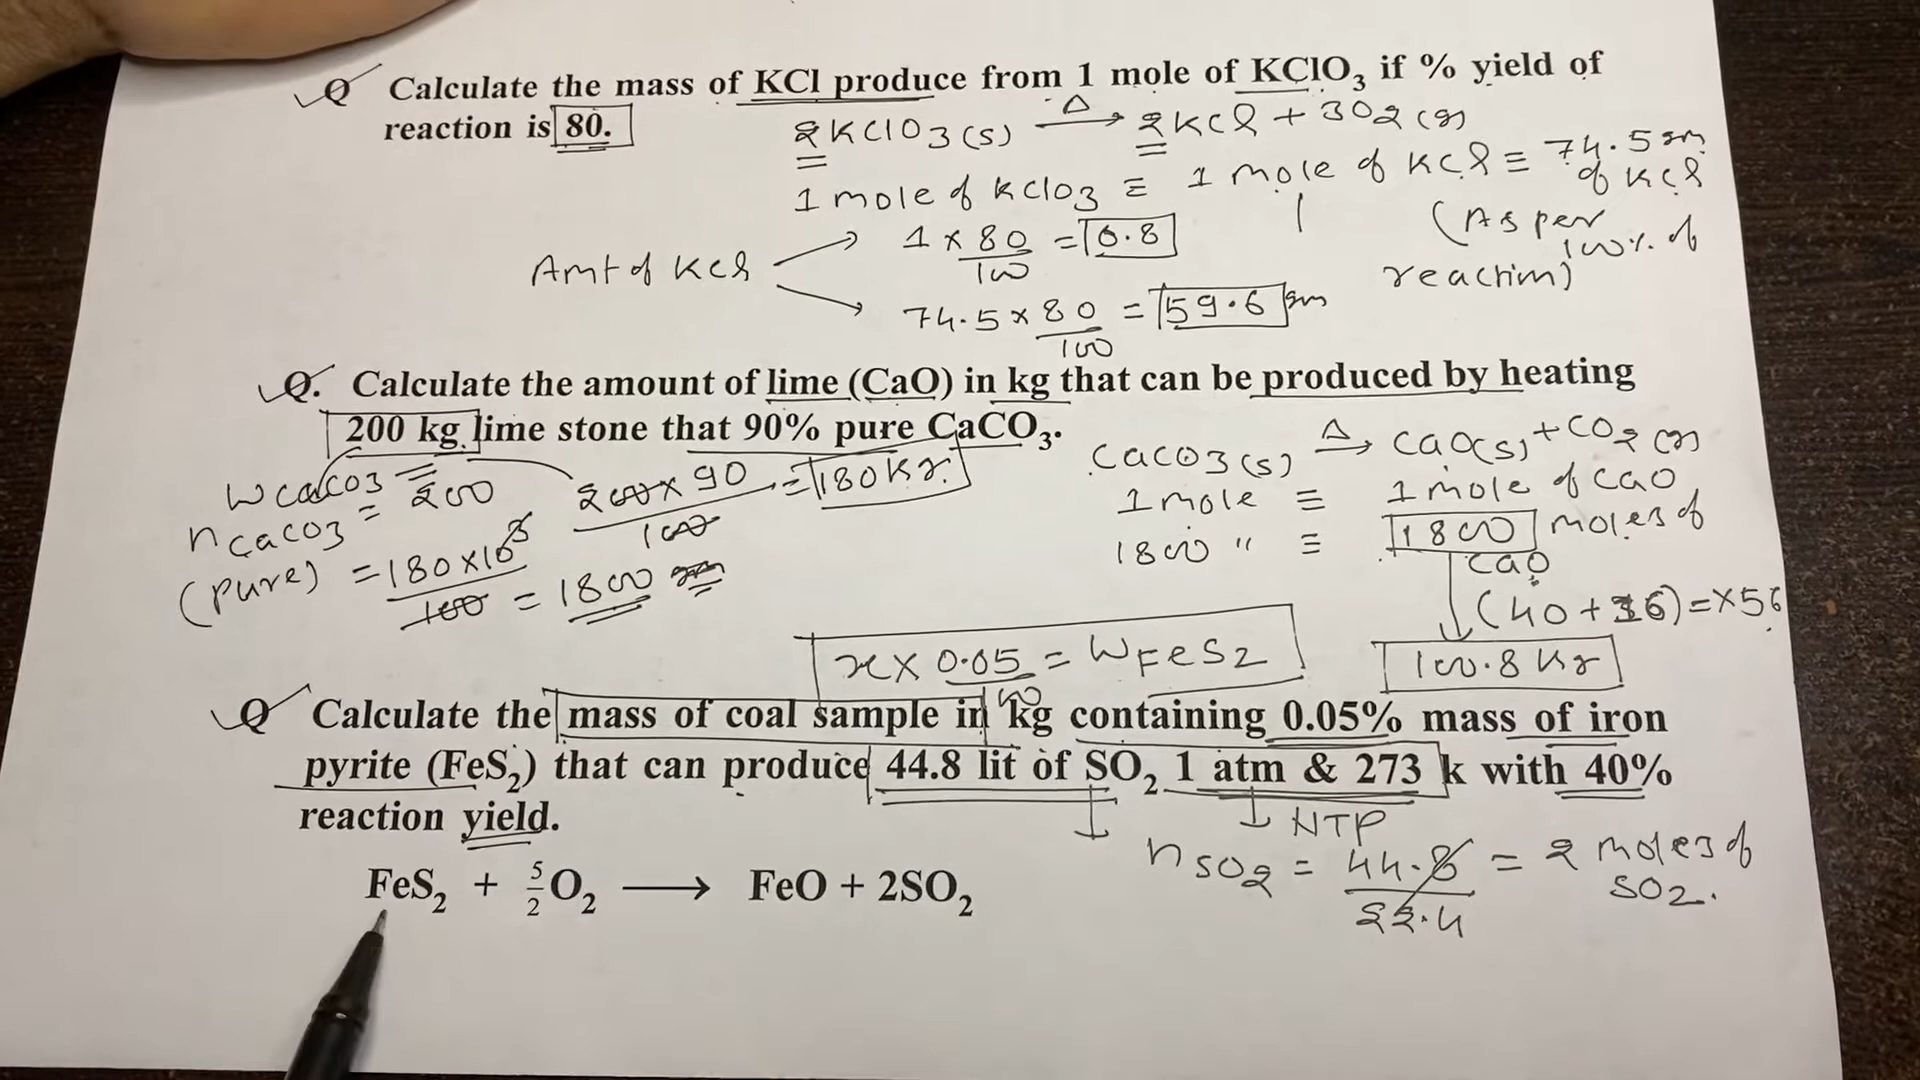 Q Calculate the mass of KCl produce from 1 mole of KClO3 if % yield of
reaction is 80.
2KClO3(s) —Δ→ 2KCl + 3O2(g)
1 mole of KClO3 ≡ 1 mole of KCl ≡ 74.5 gm of KCl
(As per 100% of reaction)
Amt of KCl
1 × 80/100 = 0.8
74.5 × 80/100 = 59.6 gm
Q. Calculate the amount of lime (CaO) in kg that can be produced by heating
200 kg lime stone that 90% pure CaCO3.
CaCO3(s) —Δ→ CaO(s) + CO2(g)
1 mole ≡ 1 mole of CaO
1800 " ≡ 1800 moles of CaO
(40+16) = ×56
100.8 Kg
WCaCO3 = 200
200×90/100 = 180 Kg.
nCaCO3 (pure) = 180×10^3/100 = 1800 gm
x × 0.05/100 = WFeS2
Q Calculate the mass of coal sample in kg containing 0.05% mass of iron
pyrite (FeS2) that can produce 44.8 lit of SO2 1 atm & 273 k with 40%
reaction yield.
↓ NTP
nSO2 = 44.8/22.4 = 2 moles of SO2.
FeS2 + 5/2 O2 ⟶ FeO + 2SO2